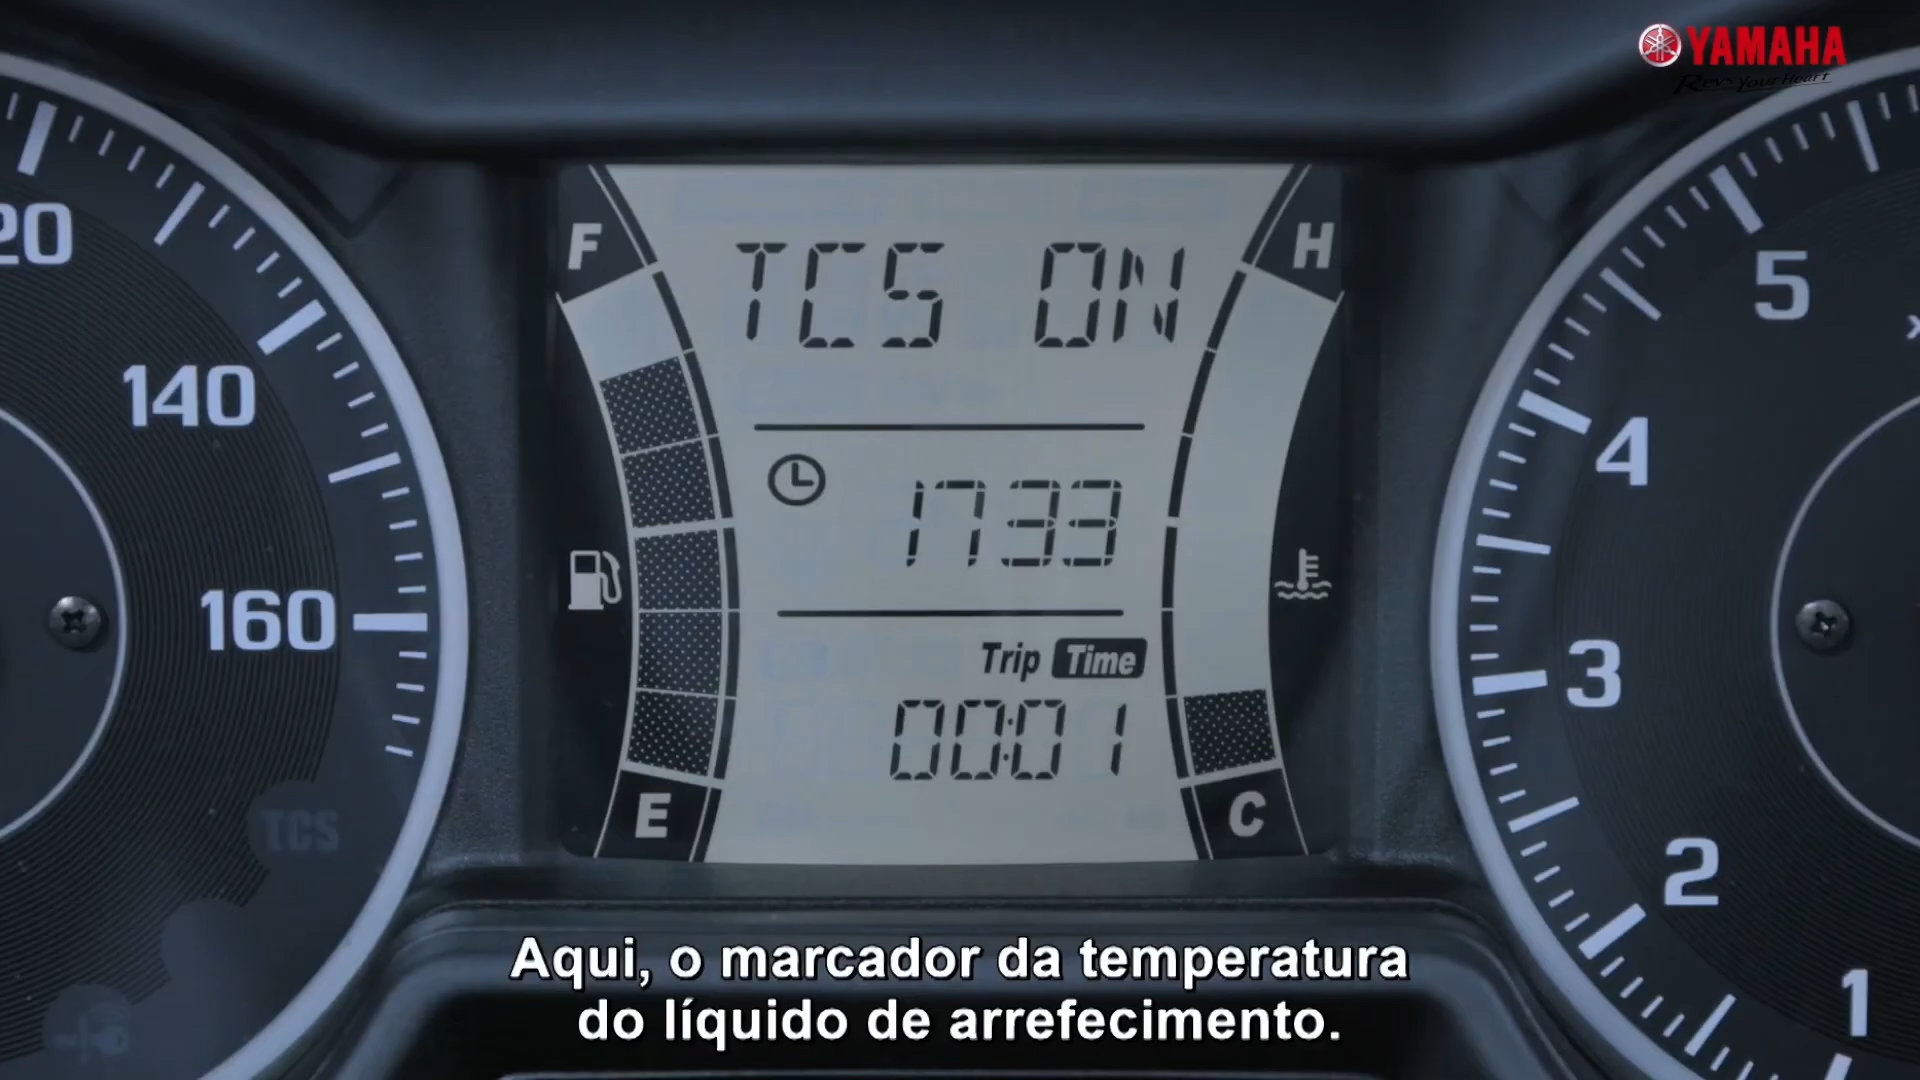 YAMAHA
Revs Your Heart
20
140
160
TCS
F
E
TCS ON
1733
Trip Time
00:01
H
C
5
4
3
2
1
Aqui, o marcador da temperatura
do líquido de arrefecimento.